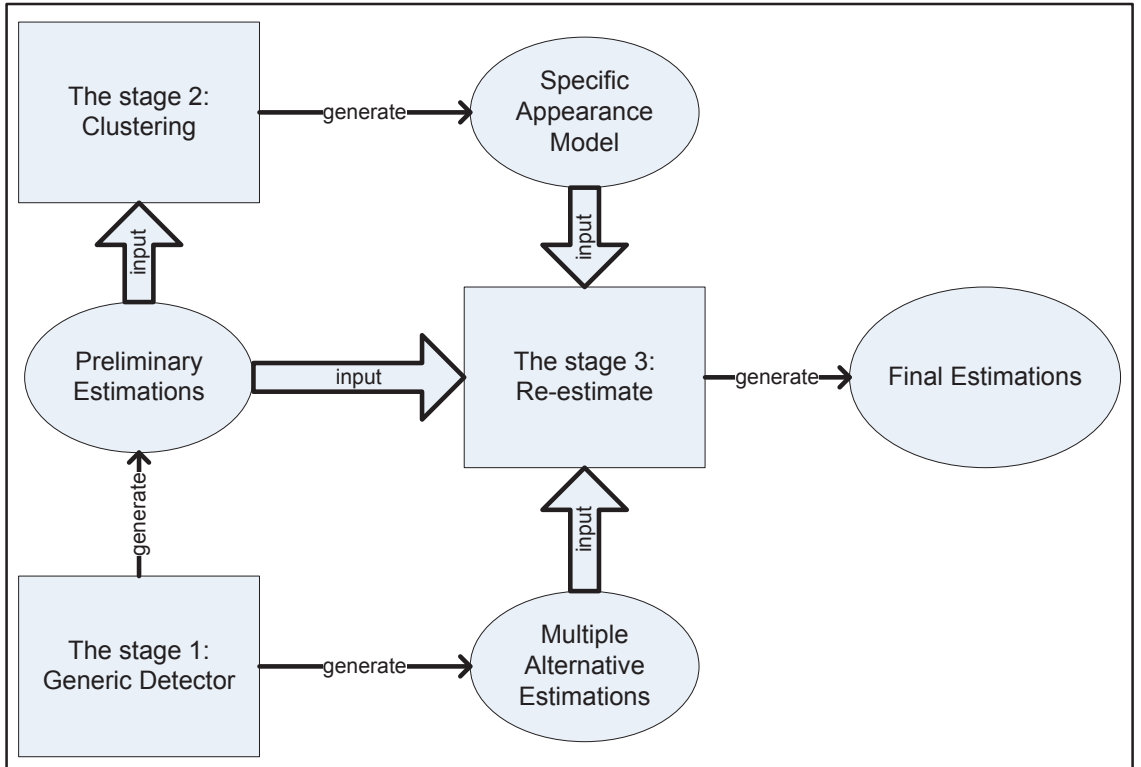 The stage 2:
Clustering
generate
Specific
Appearance
Model
input
input
Preliminary
Estimations
input
The stage 3:
Re-estimate
generate
Final Estimations
generate
input
The stage 1:
Generic Detector
generate
Multiple
Alternative
Estimations